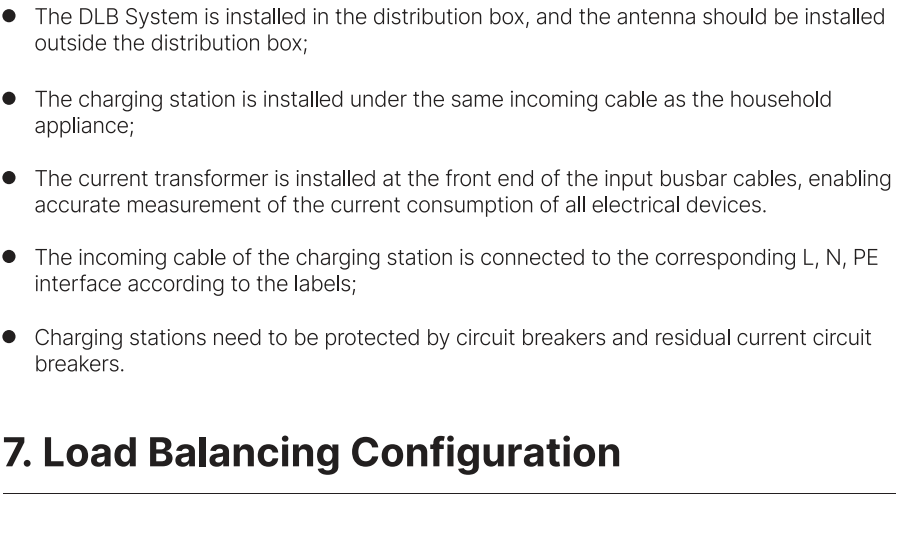 ● The DLB System is installed in the distribution box, and the antenna should be installed
outside the distribution box;
● The charging station is installed under the same incoming cable as the household
appliance;
● The current transformer is installed at the front end of the input busbar cables, enabling
accurate measurement of the current consumption of all electrical devices.
● The incoming cable of the charging station is connected to the corresponding L, N, PE
interface according to the labels;
● Charging stations need to be protected by circuit breakers and residual current circuit
breakers.
7. Load Balancing Configuration